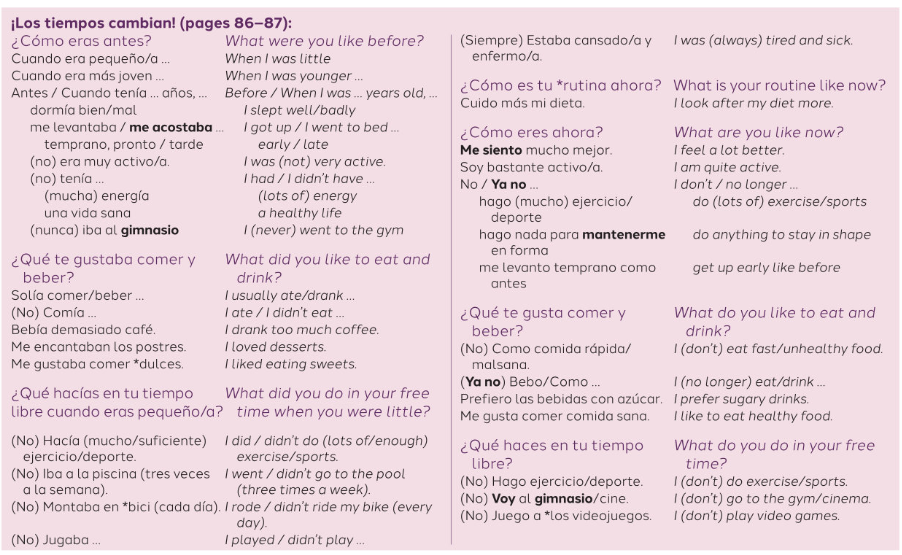 ¡Los tiempos cambian! (pages 86–87):
¿Cómo eras antes? What were you like before?
Cuando era pequeño/a ... When I was little
Cuando era más joven ... When I was younger ...
Antes / Cuando tenía ... años, ... Before / When I was ... years old, ...
dormía bien/mal I slept well/badly
me levantaba / me acostaba ... I got up / I went to bed ...
temprano, pronto / tarde early / late
(no) era muy activo/a. I was (not) very active.
(no) tenía ... I had / I didn't have ...
(mucho) energía (lots of) energy
una vida sana a healthy life
(nunca) iba al gimnasio I (never) went to the gym
¿Qué te gustaba comer y What did you like to eat and
beber? drink?
Solía comer/beber ... I usually ate/drank ...
(No) Comía ... I ate / I didn't eat ...
Bebía demasiado café. I drank too much coffee.
Me encantaban los postres. I loved desserts.
Me gustaba comer *dulces. I liked eating sweets.
¿Qué hacías en tu tiempo What did you do in your free
libre cuando eras pequeño/a? time when you were little?
(No) Hacía (mucho/suficiente) I did / didn't do (lots of/enough)
ejercicio/deporte. exercise/sports.
(No) Iba a la piscina (tres veces I went / didn't go to the pool
a la semana). (three times a week).
(No) Montaba en *bici (cada día). I rode / didn't ride my bike (every
day).
(No) Jugaba ... I played / didn't play ...
(Siempre) Estaba cansado/a y I was (always) tired and sick.
enfermo/a.
¿Cómo es tu *rutina ahora? What is your routine like now?
Cuido más mi dieta. I look after my diet more.
¿Cómo eres ahora? What are you like now?
Me siento mucho mejor. I feel a lot better.
Soy bastante activo/a. I am quite active.
No / Ya no ... I don't / no longer ...
hago (mucho) ejercicio/ do (lots of) exercise/sports
deporte
hago nada para mantenerme do anything to stay in shape
en forma
me levanto temprano como get up early like before
antes
¿Qué te gusta comer y What do you like to eat and
beber? drink?
(No) Como comida rápida/ I (don't) eat fast/unhealthy food.
malsana.
(Ya no) Bebo/Como ... I (no longer) eat/drink ...
Prefiero las bebidas con azúcar. I prefer sugary drinks.
Me gusta comer comida sana. I like to eat healthy food.
¿Qué haces en tu tiempo What do you do in your free
libre? time?
(No) Hago ejercicio/deporte. I (don't) do exercise/sports.
(No) Voy al gimnasio/cine. I (don't) go to the gym/cinema.
(No) Juego a *los videojuegos. I (don't) play video games.